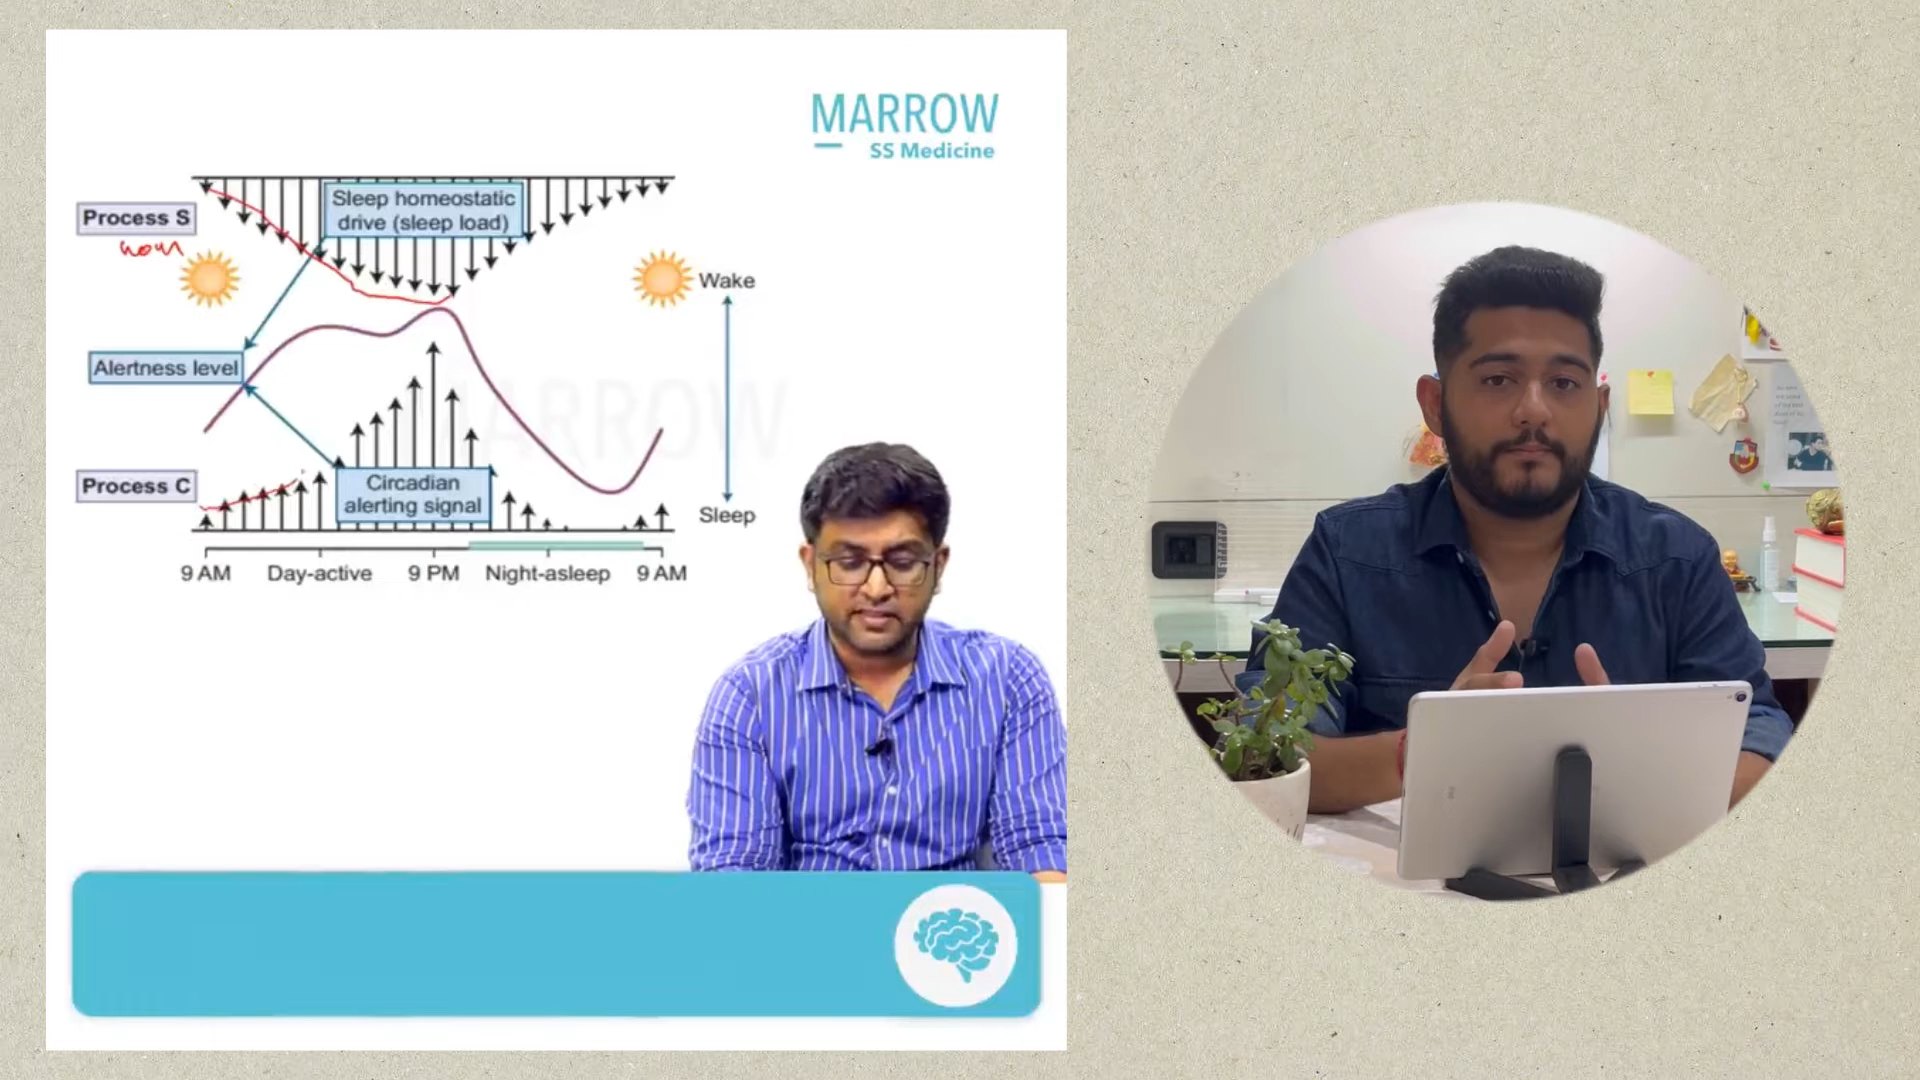 MARROW
SS Medicine
Sleep homeostatic
drive (sleep load)
Process S
Wake
Alertness level
MARROW
Process C
Circadian
alerting signal
Sleep
9 AM
Day-active
9 PM
Night-asleep
9 AM